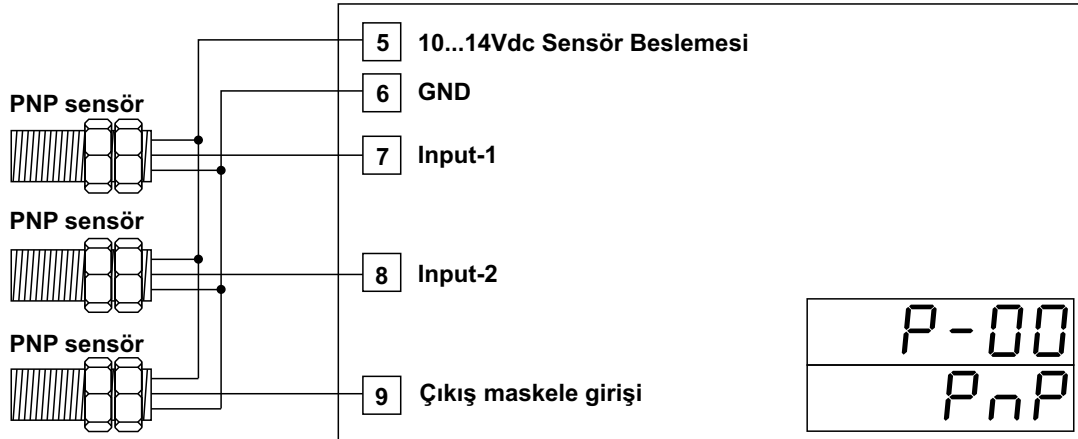 5 10...14Vdc Sensör Beslemesi
6 GND
PNP sensör
7 Input-1
PNP sensör
8 Input-2
PNP sensör
9 Çıkış maskele girişi
P-00
PnP